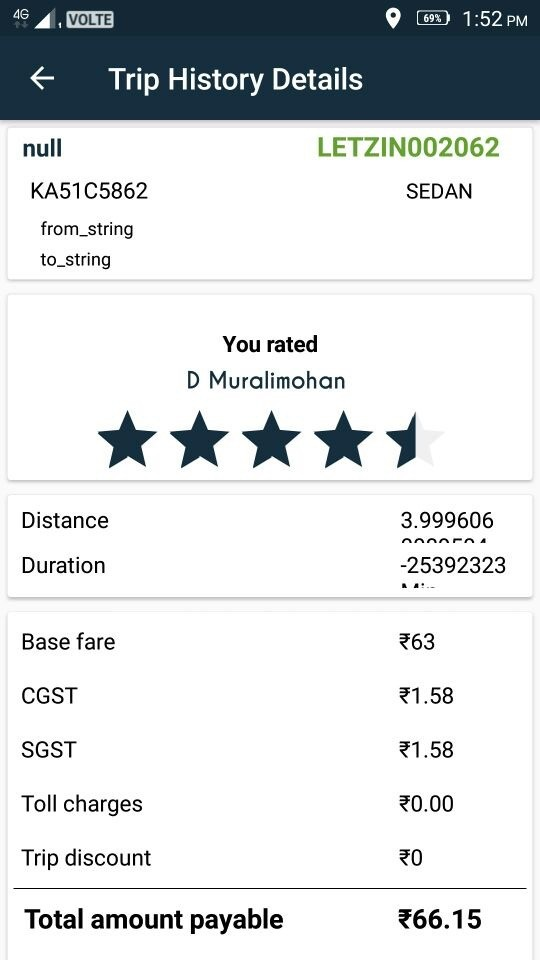 4G , VOLTE 69% 1:52 PM
Trip History Details
null LETZIN002062
KA51C5862 SEDAN
from_string
to_string
You rated
D Muralimohan
Distance 3.999606
Duration -25392323
Base fare ₹63
CGST ₹1.58
SGST ₹1.58
Toll charges ₹0.00
Trip discount ₹0
Total amount payable ₹66.15